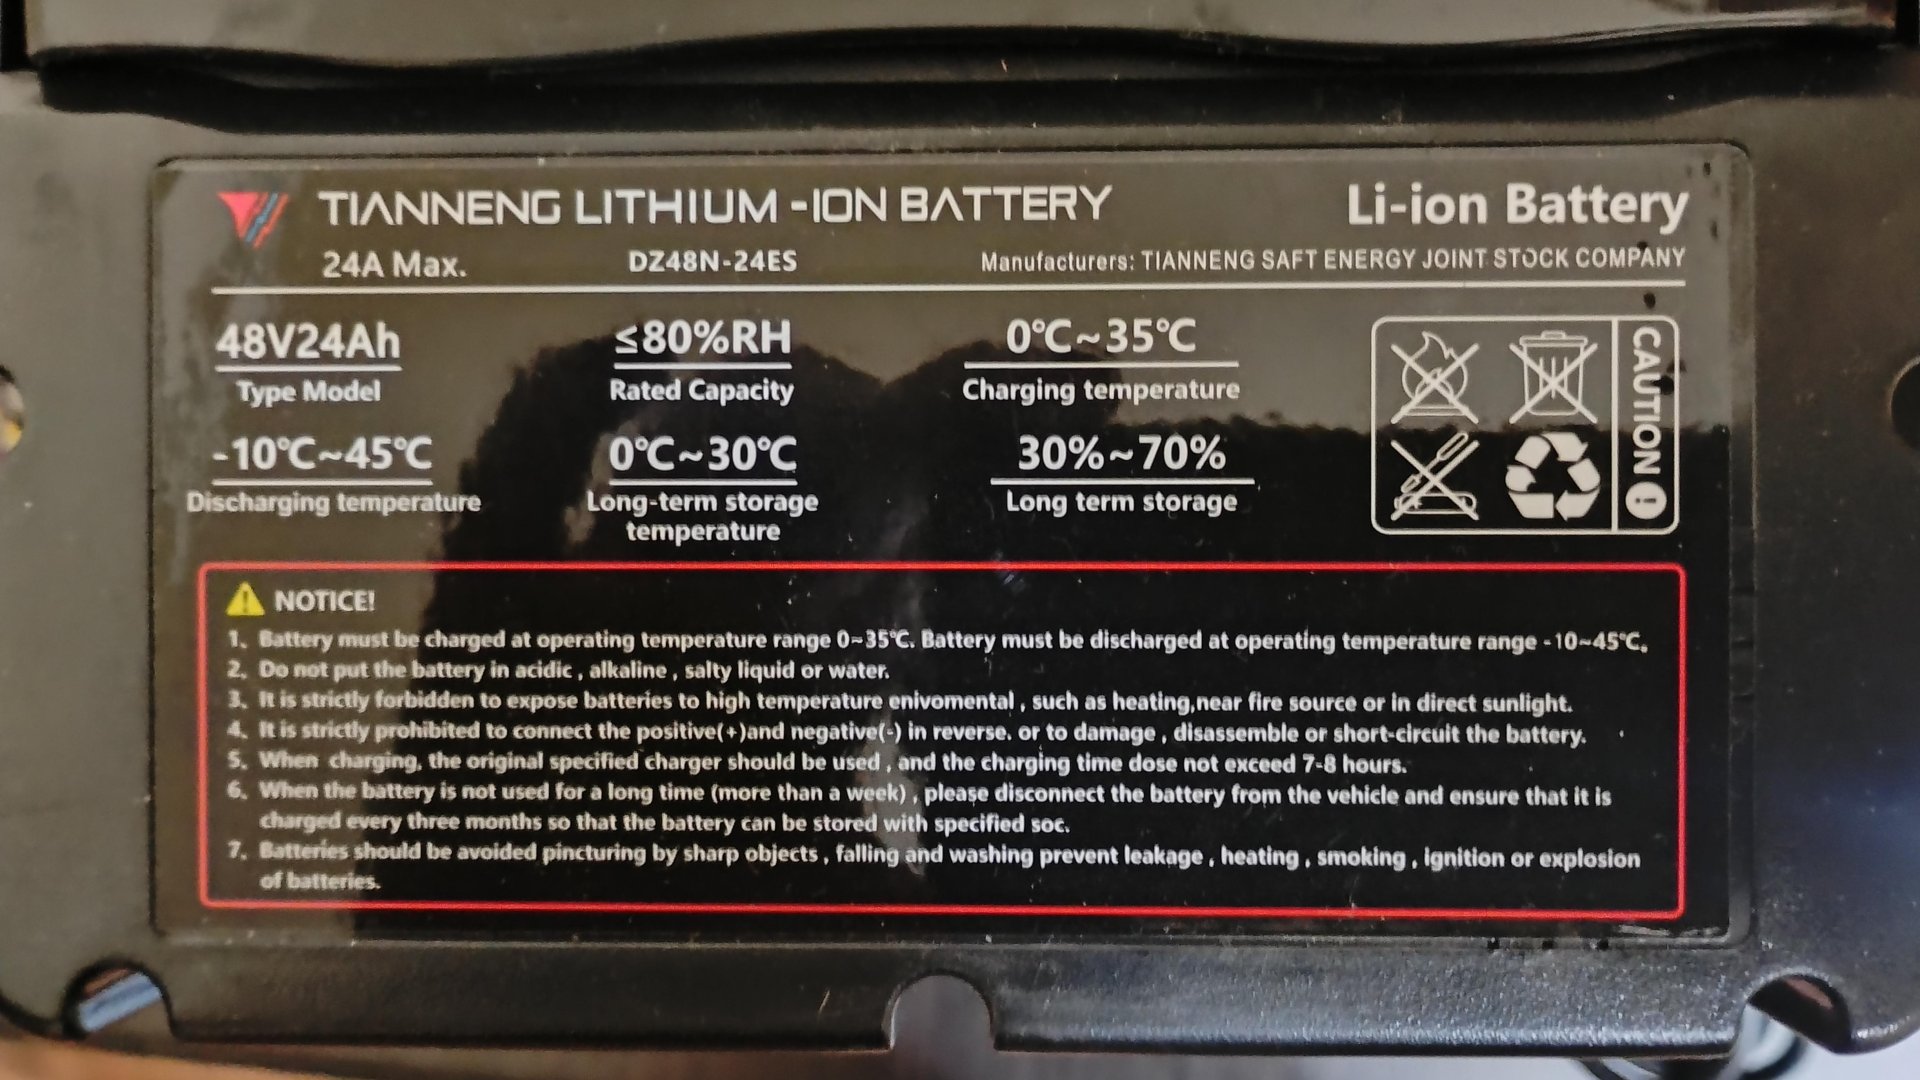 TIANNENG LITHIUM -ION BATTERY
Li-ion Battery
24A Max.
DZ48N-24ES
Manufacturers: TIANNENG SAFT ENERGY JOINT STOCK COMPANY
48V24Ah
Type Model
≤80%RH
Rated Capacity
0℃~35℃
Charging temperature
-10℃~45℃
Discharging temperature
0℃~30℃
Long-term storage
temperature
30%~70%
Long term storage
CAUTION
NOTICE!
1、Battery must be charged at operating temperature range 0~35℃. Battery must be discharged at operating temperature range -10~45℃。
2、Do not put the battery in acidic , alkaline , salty liquid or water.
3、It is strictly forbidden to expose batteries to high temperature enivomental , such as heating,near fire source or in direct sunlight.
4、It is strictly prohibited to connect the positive(+)and negative(-) in reverse. or to damage , disassemble or short-circuit the battery.
5、When charging, the original specified charger should be used , and the charging time dose not exceed 7-8 hours.
6、When the battery is not used for a long time (more than a week) , please disconnect the battery from the vehicle and ensure that it is
charged every three months so that the battery can be stored with specified soc.
7、Batteries should be avoided pincturing by sharp objects , falling and washing prevent leakage , heating , smoking , ignition or explosion
of batteries.